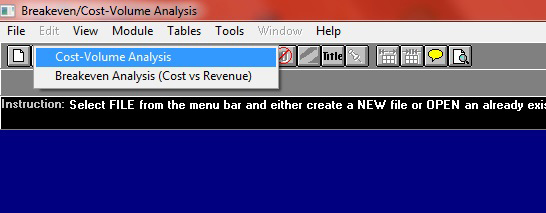 Breakeven/Cost-Volume Analysis
File Edit View Module Tables Tools Window Help
Cost-Volume Analysis
Title
Breakeven Analysis (Cost vs Revenue)
Instruction: Select FILE from the menu bar and either create a NEW file or OPEN an already exis